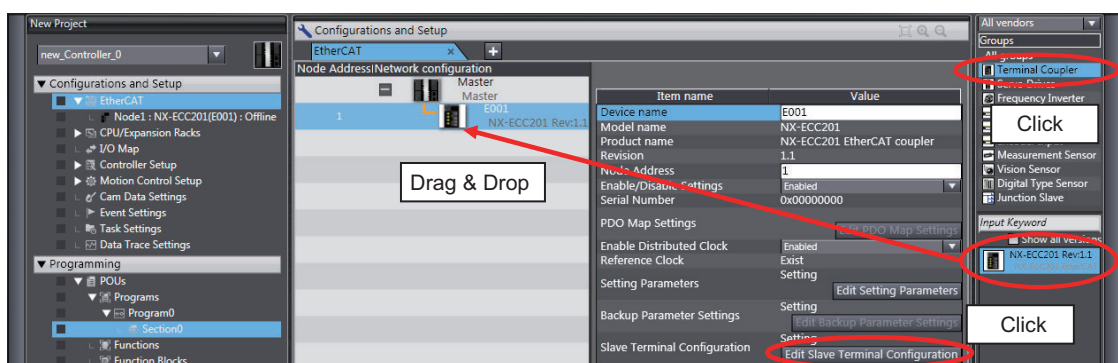 New Project
new_Controller_0
Configurations and Setup
EtherCAT
Node1 : NX-ECC201(E001) : Offline
CPU/Expansion Racks
I/O Map
Controller Setup
Motion Control Setup
Cam Data Settings
Event Settings
Task Settings
Data Trace Settings
Programming
POUs
Programs
Program0
Section0
Functions
Function Blocks
Configurations and Setup
EtherCAT
Node Address|Network configuration
Master
Master
1
E001
NX-ECC201 Rev:1.1
Drag & Drop
Item name Value
Device name E001
Model name NX-ECC201
Product name NX-ECC201 EtherCAT coupler
Revision 1.1
Node Address 1
Enable/Disable Settings Enabled
Serial Number 0x00000000
PDO Map Settings Edit PDO Map Settings
Enable Distributed Clock Enabled
Reference Clock Exist
Setting Parameters Setting
Edit Setting Parameters
Backup Parameter Settings Setting
Edit Backup Parameter Settings
Slave Terminal Configuration Setting
Edit Slave Terminal Configuration
All vendors
Groups
All groups
Terminal Coupler
Servo Drives
Frequency Inverter
Click
Measurement Sensor
Vision Sensor
Digital Type Sensor
Junction Slave
Input Keyword
Show all versions
NX-ECC201 Rev:1.1
Click